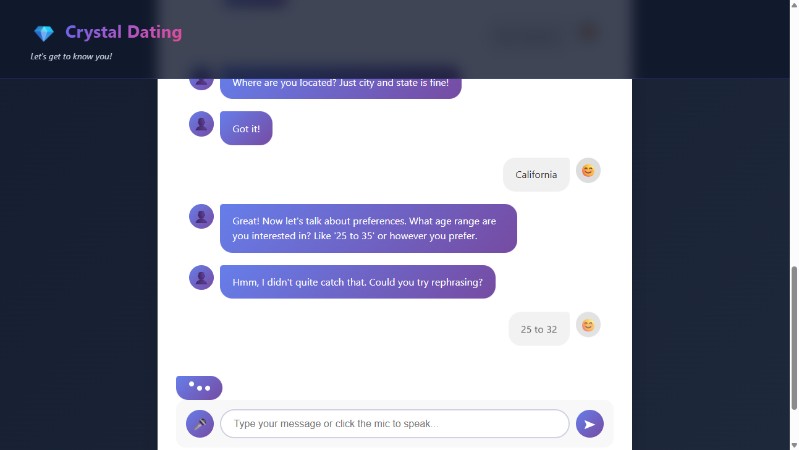 Crystal Dating
Let's get to know you!
Where are you located? Just city and state is fine!
Got it!
California
Great! Now let's talk about preferences. What age range are
you interested in? Like '25 to 35' or however you prefer.
Hmm, I didn't quite catch that. Could you try rephrasing?
25 to 32
Type your message or click the mic to speak...